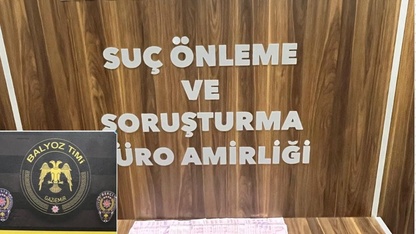 SUÇ ÖNLEME
VE
SORUŞTURMA
ÜRO AMİRLİĞİ
BALYOZ TİMİ
GAZİEMİR